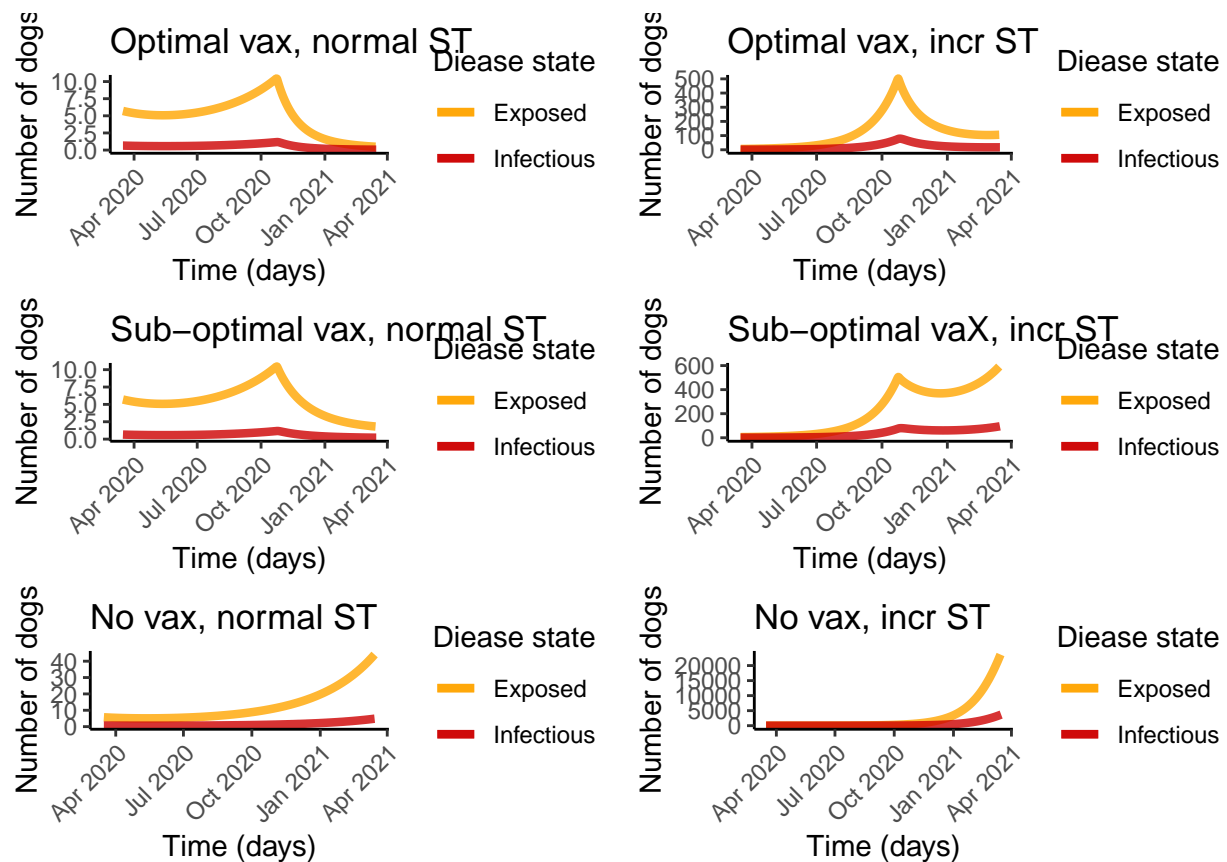 Optimal vax, normal ST
Number of dogs
10.0
7.5
5.0
2.5
0.0
Apr 2020
Jul 2020
Oct 2020
Jan 2021
Apr 2021
Time (days)
Diease state
Exposed
Infectious
Optimal vax, incr ST
Number of dogs
500
400
300
200
100
0
Apr 2020
Jul 2020
Oct 2020
Jan 2021
Apr 2021
Time (days)
Diease state
Exposed
Infectious
Sub−optimal vax, normal ST
Number of dogs
10.0
7.5
5.0
2.5
0.0
Apr 2020
Jul 2020
Oct 2020
Jan 2021
Apr 2021
Time (days)
Diease state
Exposed
Infectious
Sub−optimal vaX, incr ST
Number of dogs
600
400
200
0
Apr 2020
Jul 2020
Oct 2020
Jan 2021
Apr 2021
Time (days)
Diease state
Exposed
Infectious
No vax, normal ST
Number of dogs
40
30
20
10
0
Apr 2020
Jul 2020
Oct 2020
Jan 2021
Apr 2021
Time (days)
Diease state
Exposed
Infectious
No vax, incr ST
Number of dogs
20000
15000
10000
5000
0
Apr 2020
Jul 2020
Oct 2020
Jan 2021
Apr 2021
Time (days)
Diease state
Exposed
Infectious